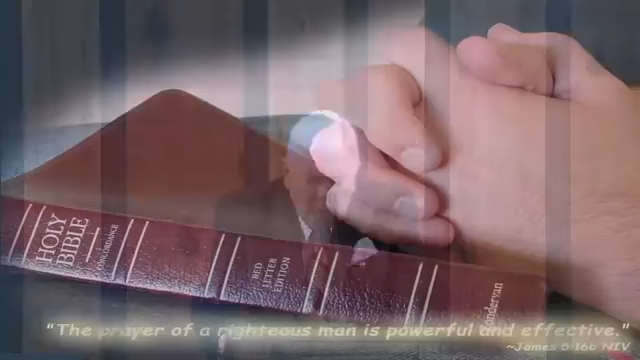 HOLY
BIBLE
CONCORDANCE
RED
LETTER
EDITION
"The prayer of a righteous man is powerful and effective."
~James 5:16b NIV